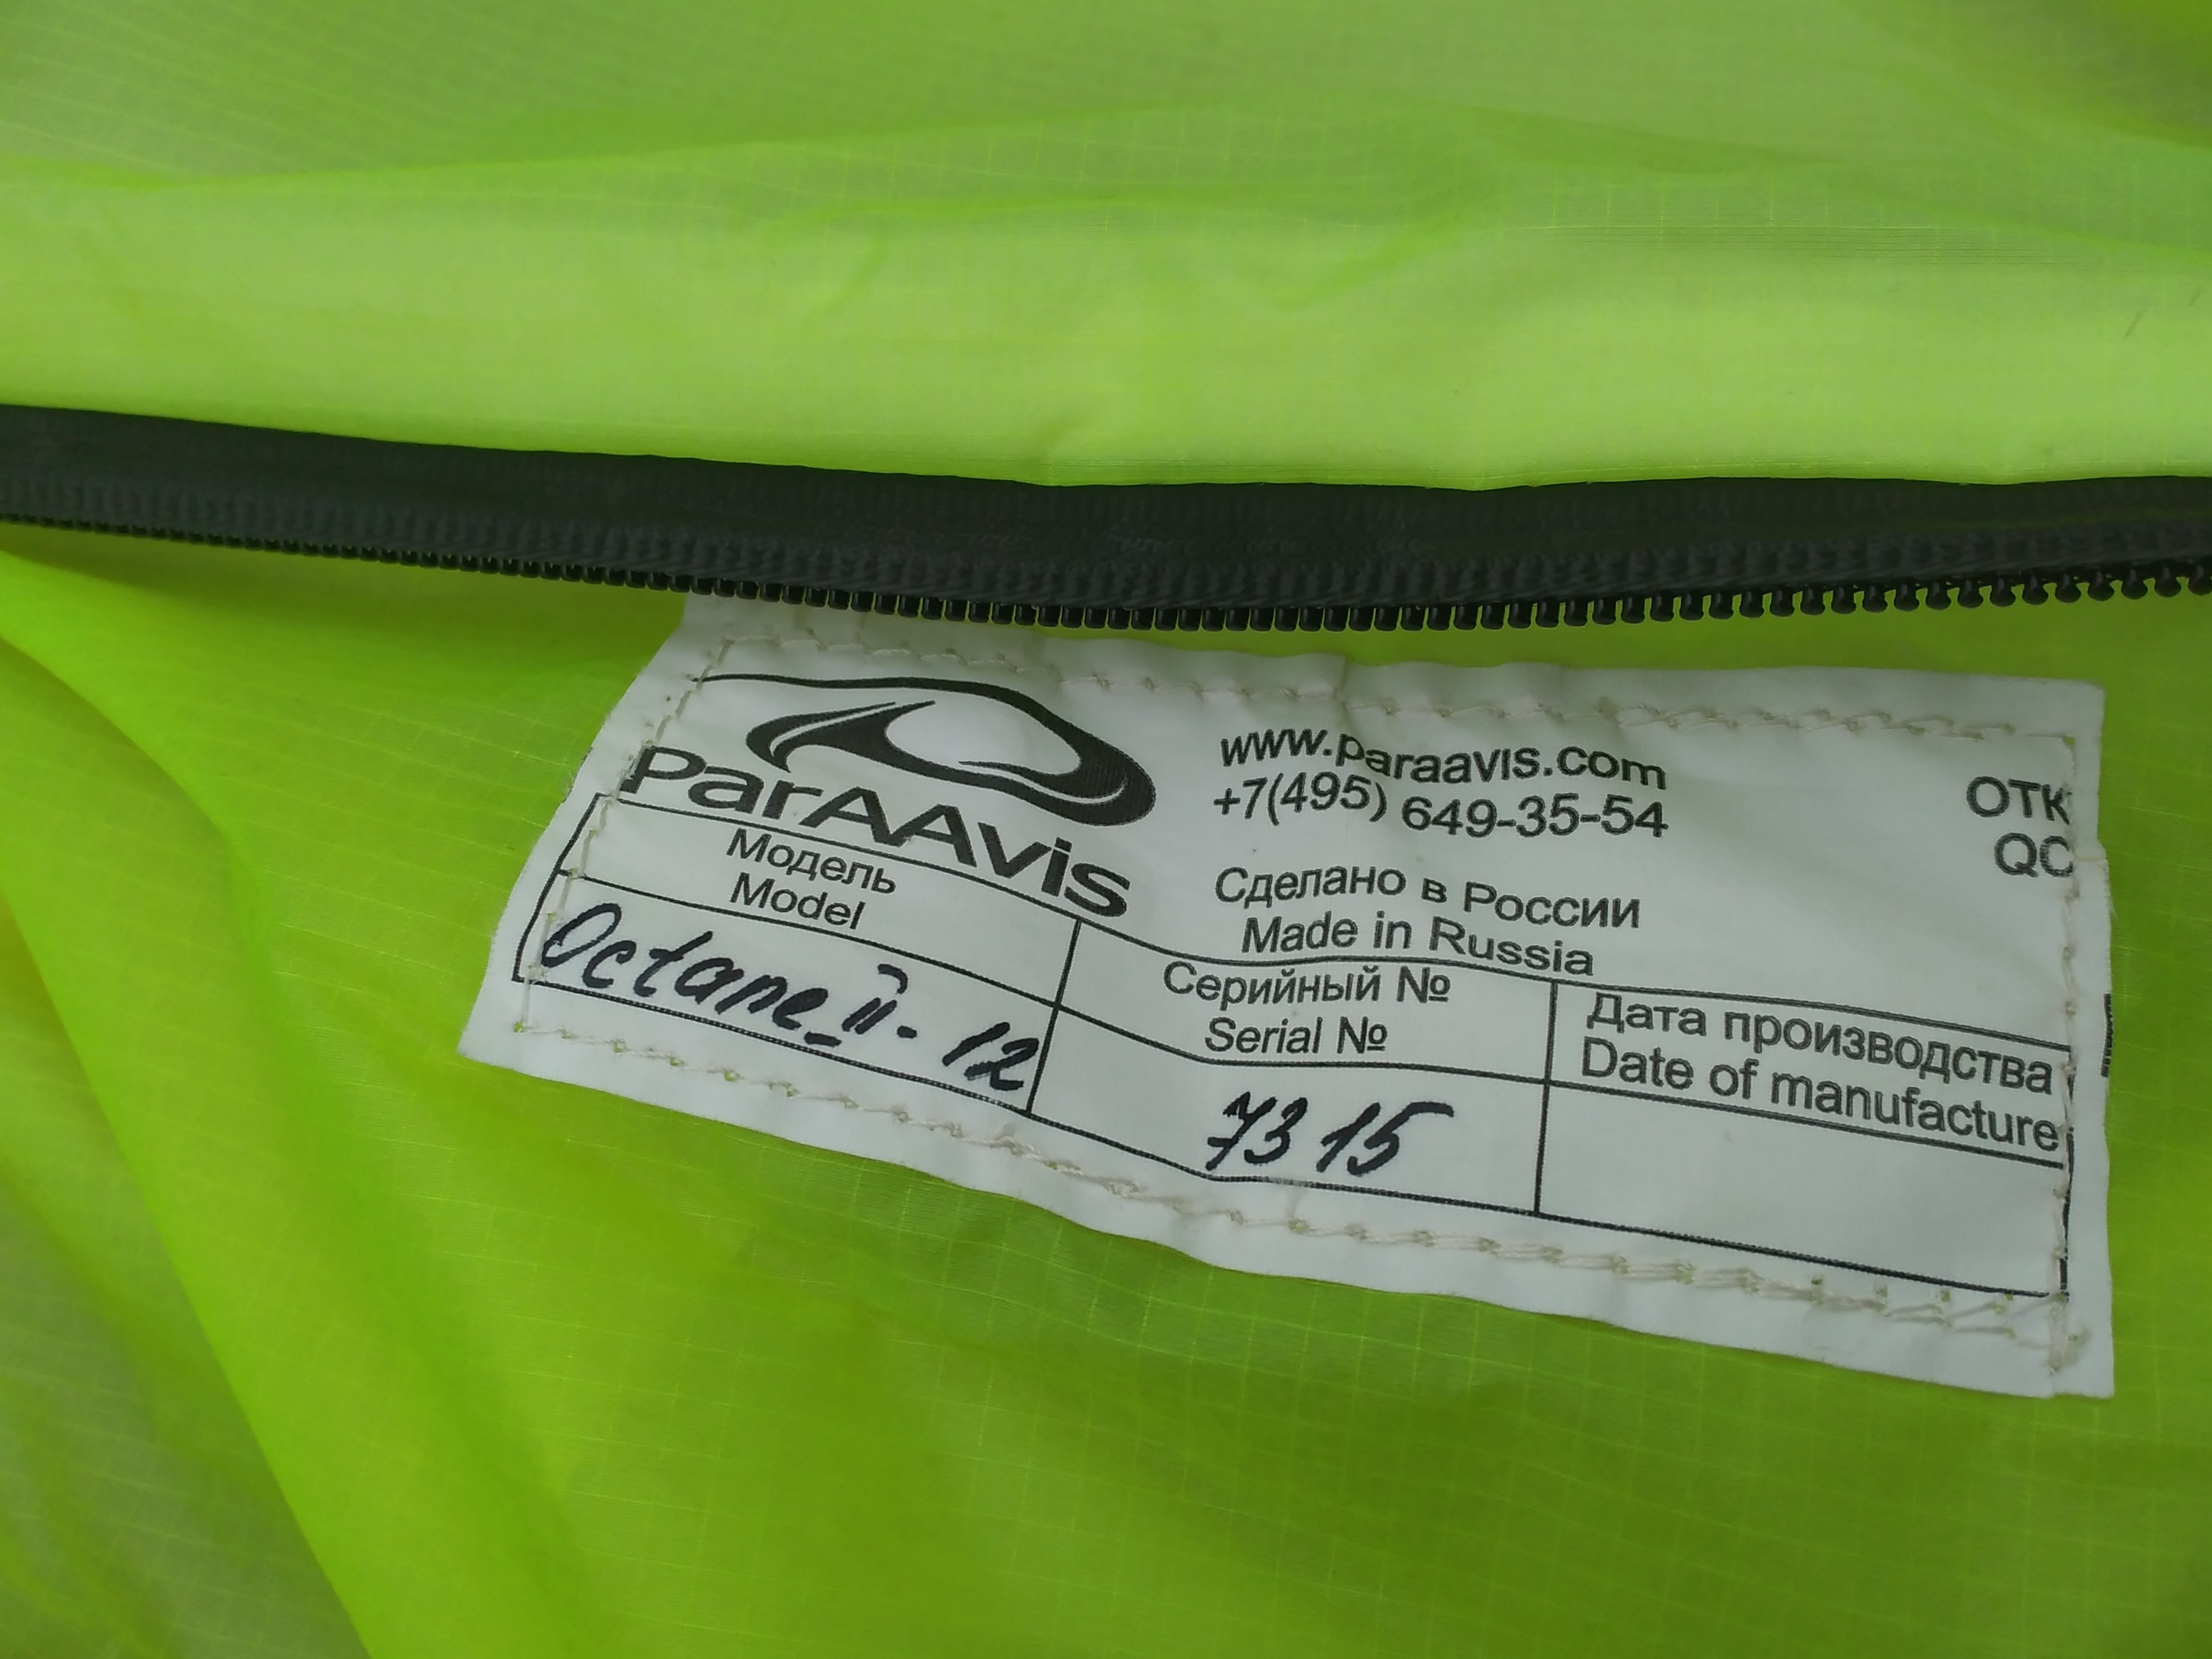 ParAAvis
www.paraavis.com
+7(495) 649-35-54
Сделано в России
Made in Russia
ОТК
QC
Модель
Model
Octane_II-12
Серийный №
Serial №
7315
Дата производства
Date of manufacture